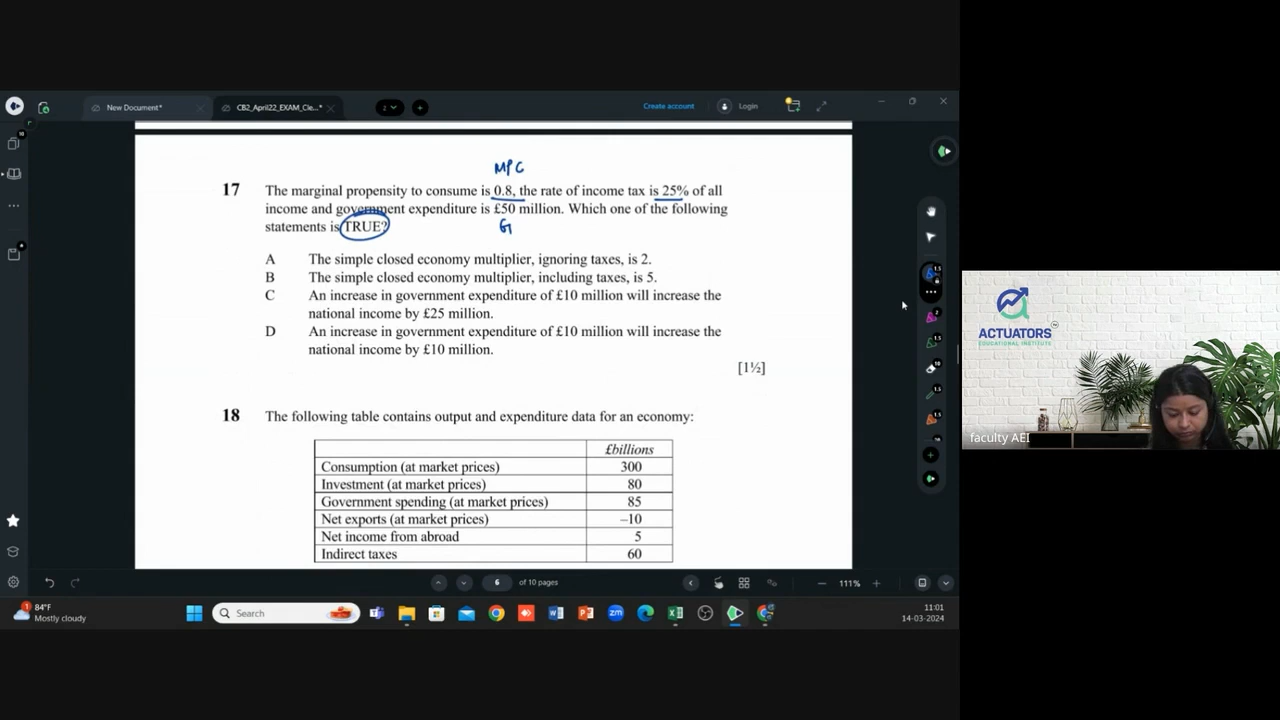 New Document*
CB2_April22_EXAM_Cle...*
2
Create account
Login
MPC
17 The marginal propensity to consume is 0.8, the rate of income tax is 25% of all
income and government expenditure is £50 million. Which one of the following
statements is TRUE?
G
A The simple closed economy multiplier, ignoring taxes, is 2.
B The simple closed economy multiplier, including taxes, is 5.
C An increase in government expenditure of £10 million will increase the
national income by £25 million.
D An increase in government expenditure of £10 million will increase the
national income by £10 million.
[1½]
18 The following table contains output and expenditure data for an economy:
£billions
Consumption (at market prices) 300
Investment (at market prices) 80
Government spending (at market prices) 85
Net exports (at market prices) –10
Net income from abroad 5
Indirect taxes 60
6 of 10 pages
111%
84°F
Mostly cloudy
Search
11:01
14-03-2024
ACTUATORS
EDUCATIONAL INSTITUTE
faculty AEI